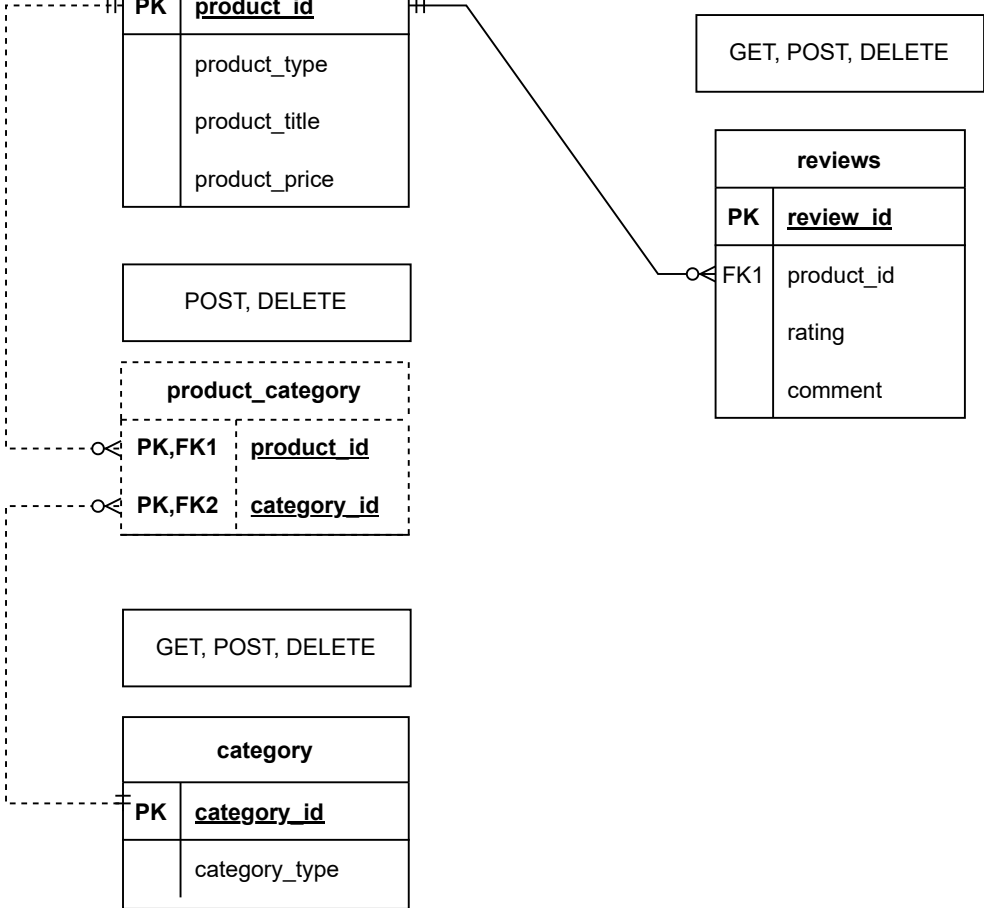 PK product_id
product_type
product_title
product_price
GET, POST, DELETE
reviews
PK review_id
FK1 product_id
rating
comment
POST, DELETE
product_category
PK,FK1 product_id
PK,FK2 category_id
GET, POST, DELETE
category
PK category_id
category_type